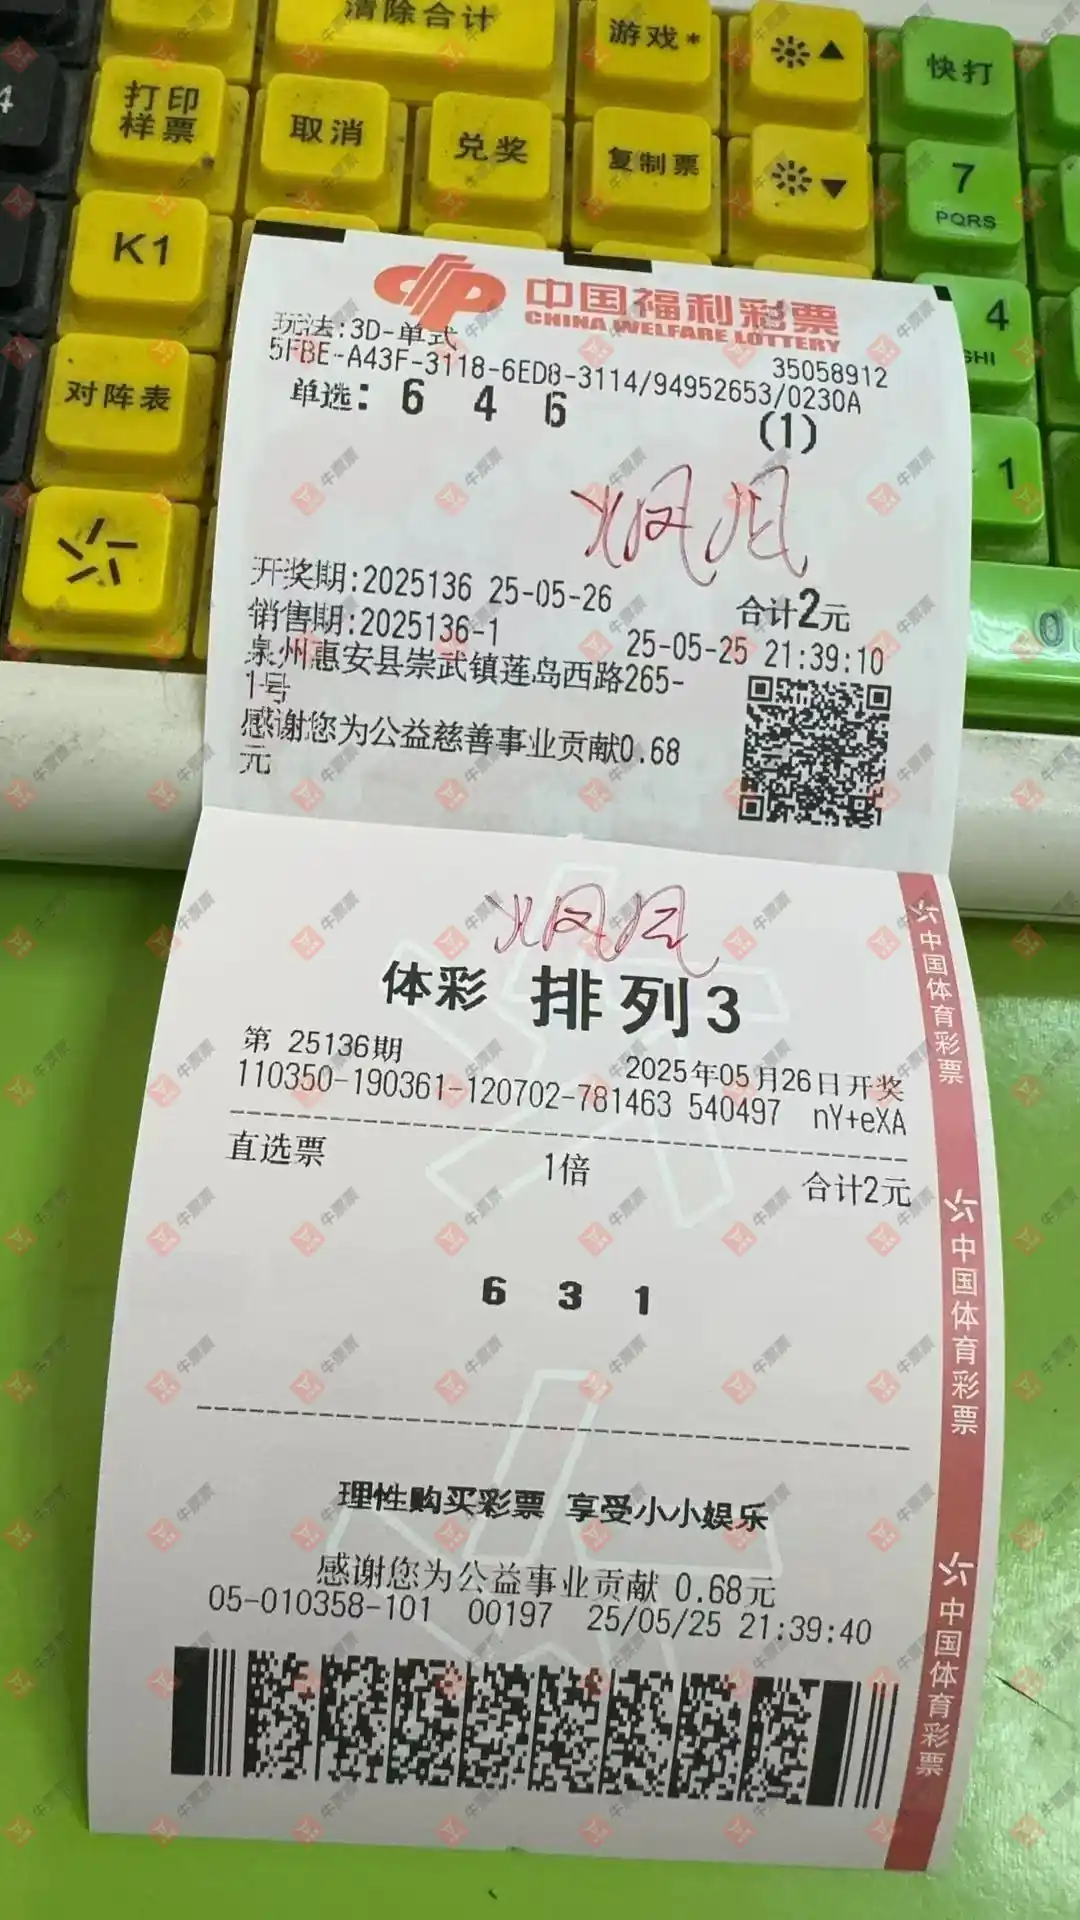 清除合计
游戏*
快打
4
打印
样票
取消
兑奖
复制票
7
PQRS
K1
4
GHI
对阵表
1
0
中国福利彩票
CHINA WELFARE LOTTERY
玩法:3D-单式
35058912
5FBE-A43F-3118-6ED8-3114/94952653/0230A
单选: 6 4 6
(1)
开奖期:2025136 25-05-26
合计2元
销售期:2025136-1
25-05-25 21:39:10
泉州惠安县崇武镇莲岛西路265-
1号
感谢您为公益慈善事业贡献0.68
元
体彩 排列3
第 25136期
2025年05月26日开奖
110350-190361-120702-781463 540497 nY+eXA
直选票 1倍 合计2元
6 3 1
理性购买彩票 享受小小娱乐
感谢您为公益事业贡献 0.68元
05-010358-101 00197 25/05/25 21:39:40
中国体育彩票
中国体育彩票
中国体育彩票
牛票票